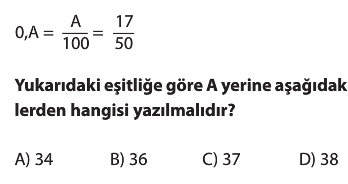 0,A = A/100 = 17/50
Yukarıdaki eşitliğe göre A yerine aşağıdak
lerden hangisi yazılmalıdır?
A) 34 B) 36 C) 37 D) 38